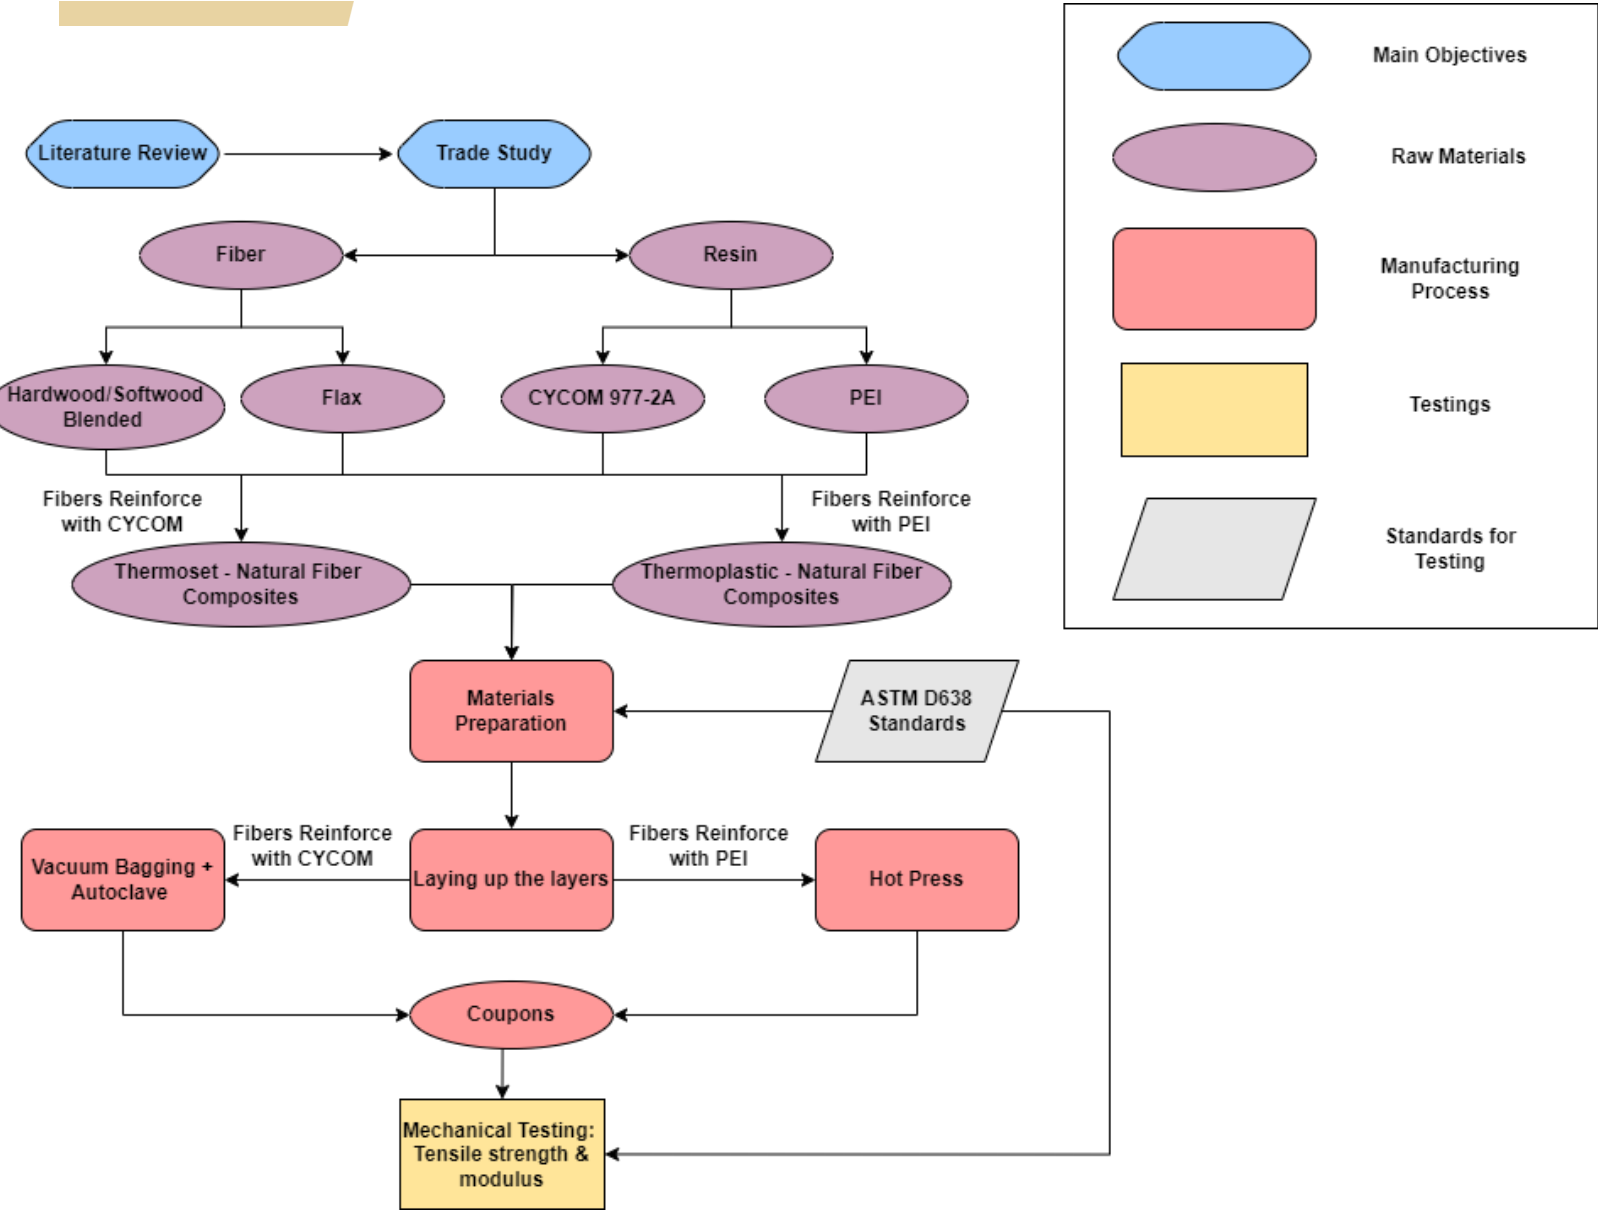 Main Objectives
Literature Review
Trade Study
Raw Materials
Fiber
Resin
Manufacturing
Process
Hardwood/Softwood
Blended
Flax
CYCOM 977-2A
PEI
Testings
Fibers Reinforce
with CYCOM
Fibers Reinforce
with PEI
Standards for
Testing
Thermoset - Natural Fiber
Composites
Thermoplastic - Natural Fiber
Composites
Materials
Preparation
ASTM D638
Standards
Vacuum Bagging +
Autoclave
Fibers Reinforce
with CYCOM
Laying up the layers
Fibers Reinforce
with PEI
Hot Press
Coupons
Mechanical Testing:
Tensile strength &
modulus